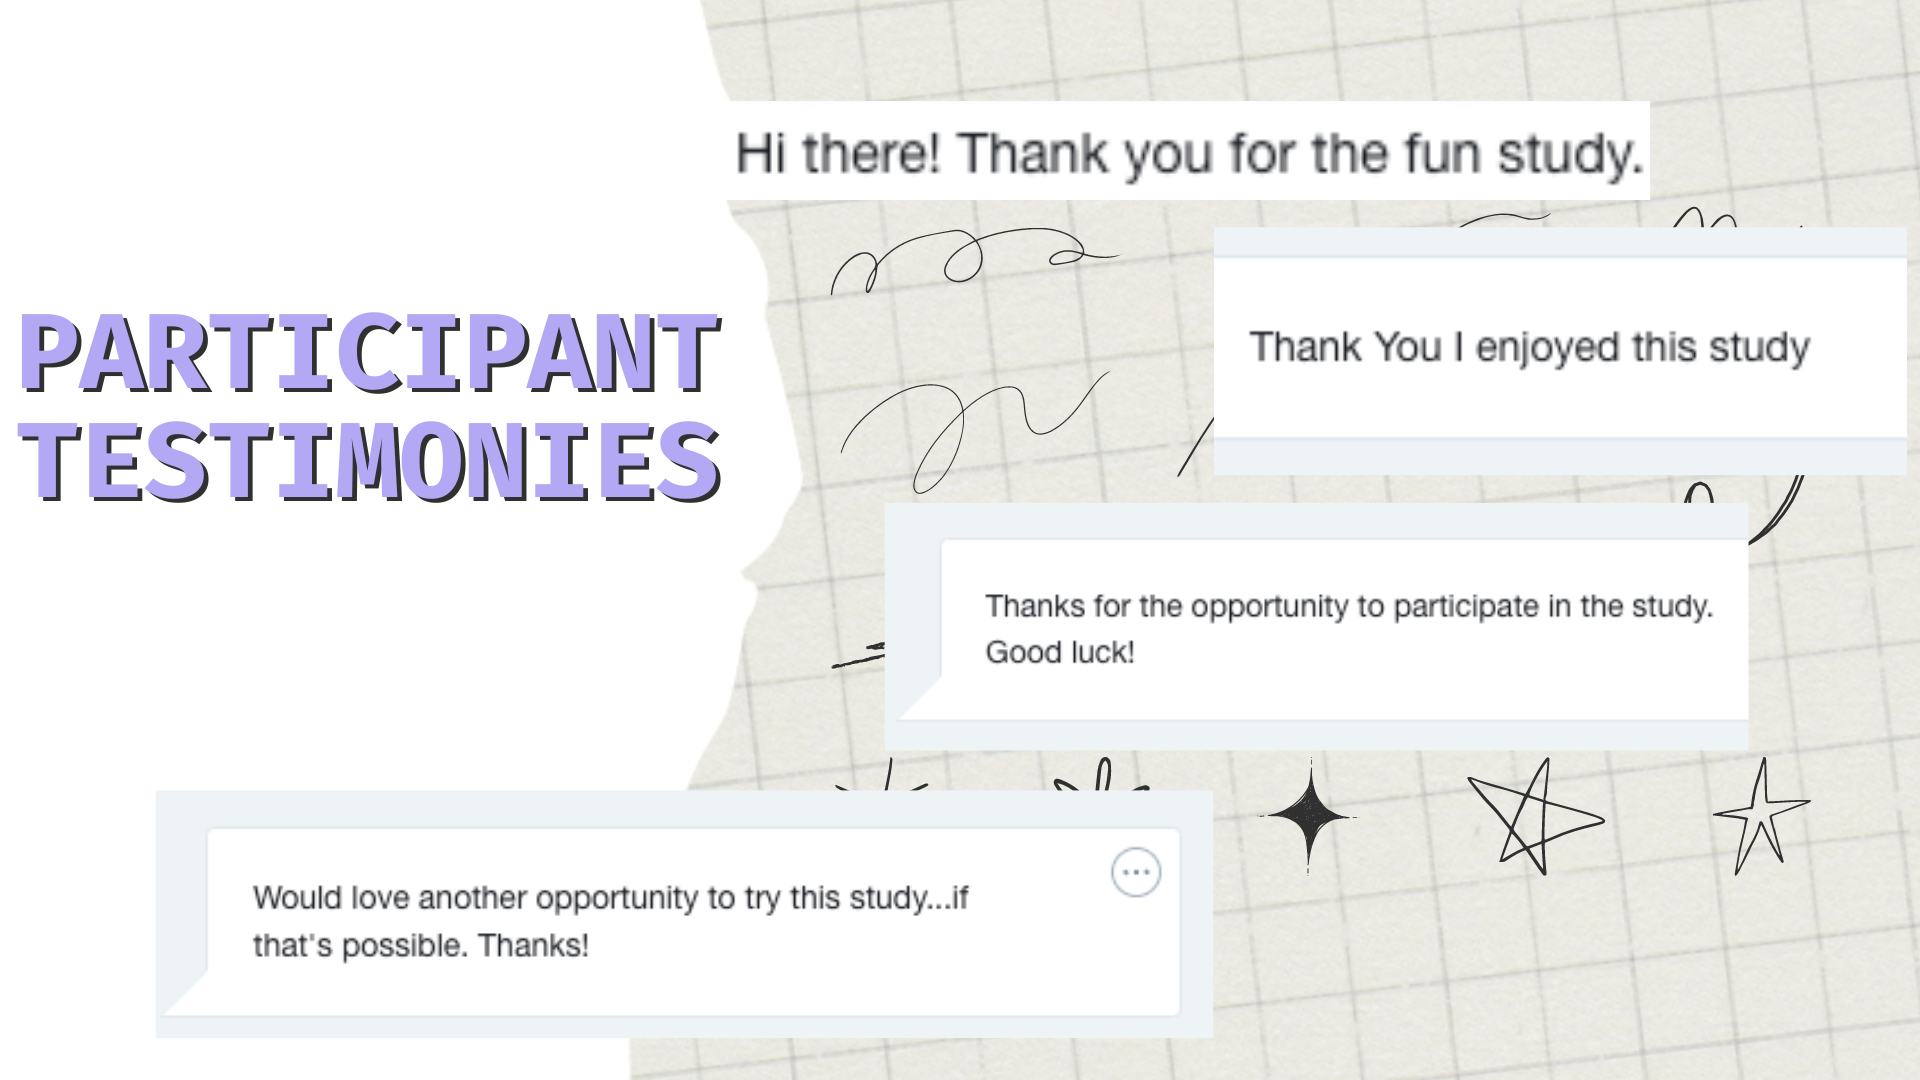 PARTICIPANT
TESTIMONIES
Hi there! Thank you for the fun study.
Thank You I enjoyed this study
Thanks for the opportunity to participate in the study.
Good luck!
Would love another opportunity to try this study...if
that's possible. Thanks!